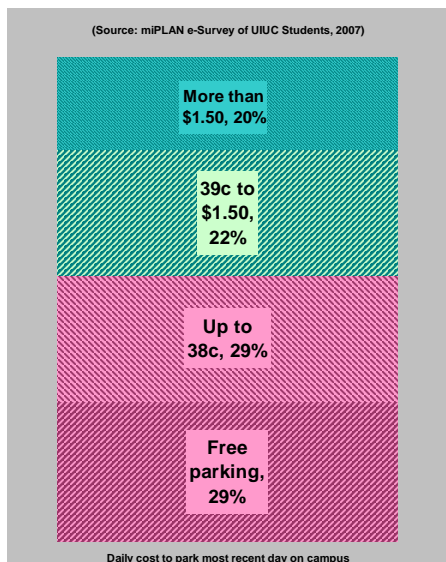 (Source: miPLAN e-Survey of UIUC Students, 2007)
More than
$1.50, 20%
39c to
$1.50,
22%
Up to
38c, 29%
Free
parking,
29%
Daily cost to park most recent day on campus